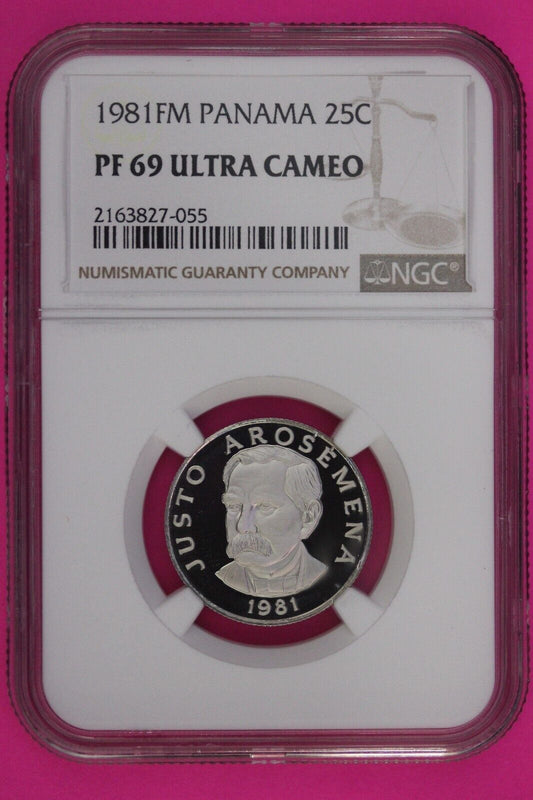 1981FM PANAMA 25C
PF 69 ULTRA CAMEO
2163827-055
NUMISMATIC GUARANTY COMPANY
NGC®
JUSTO AROSEMENA
1981